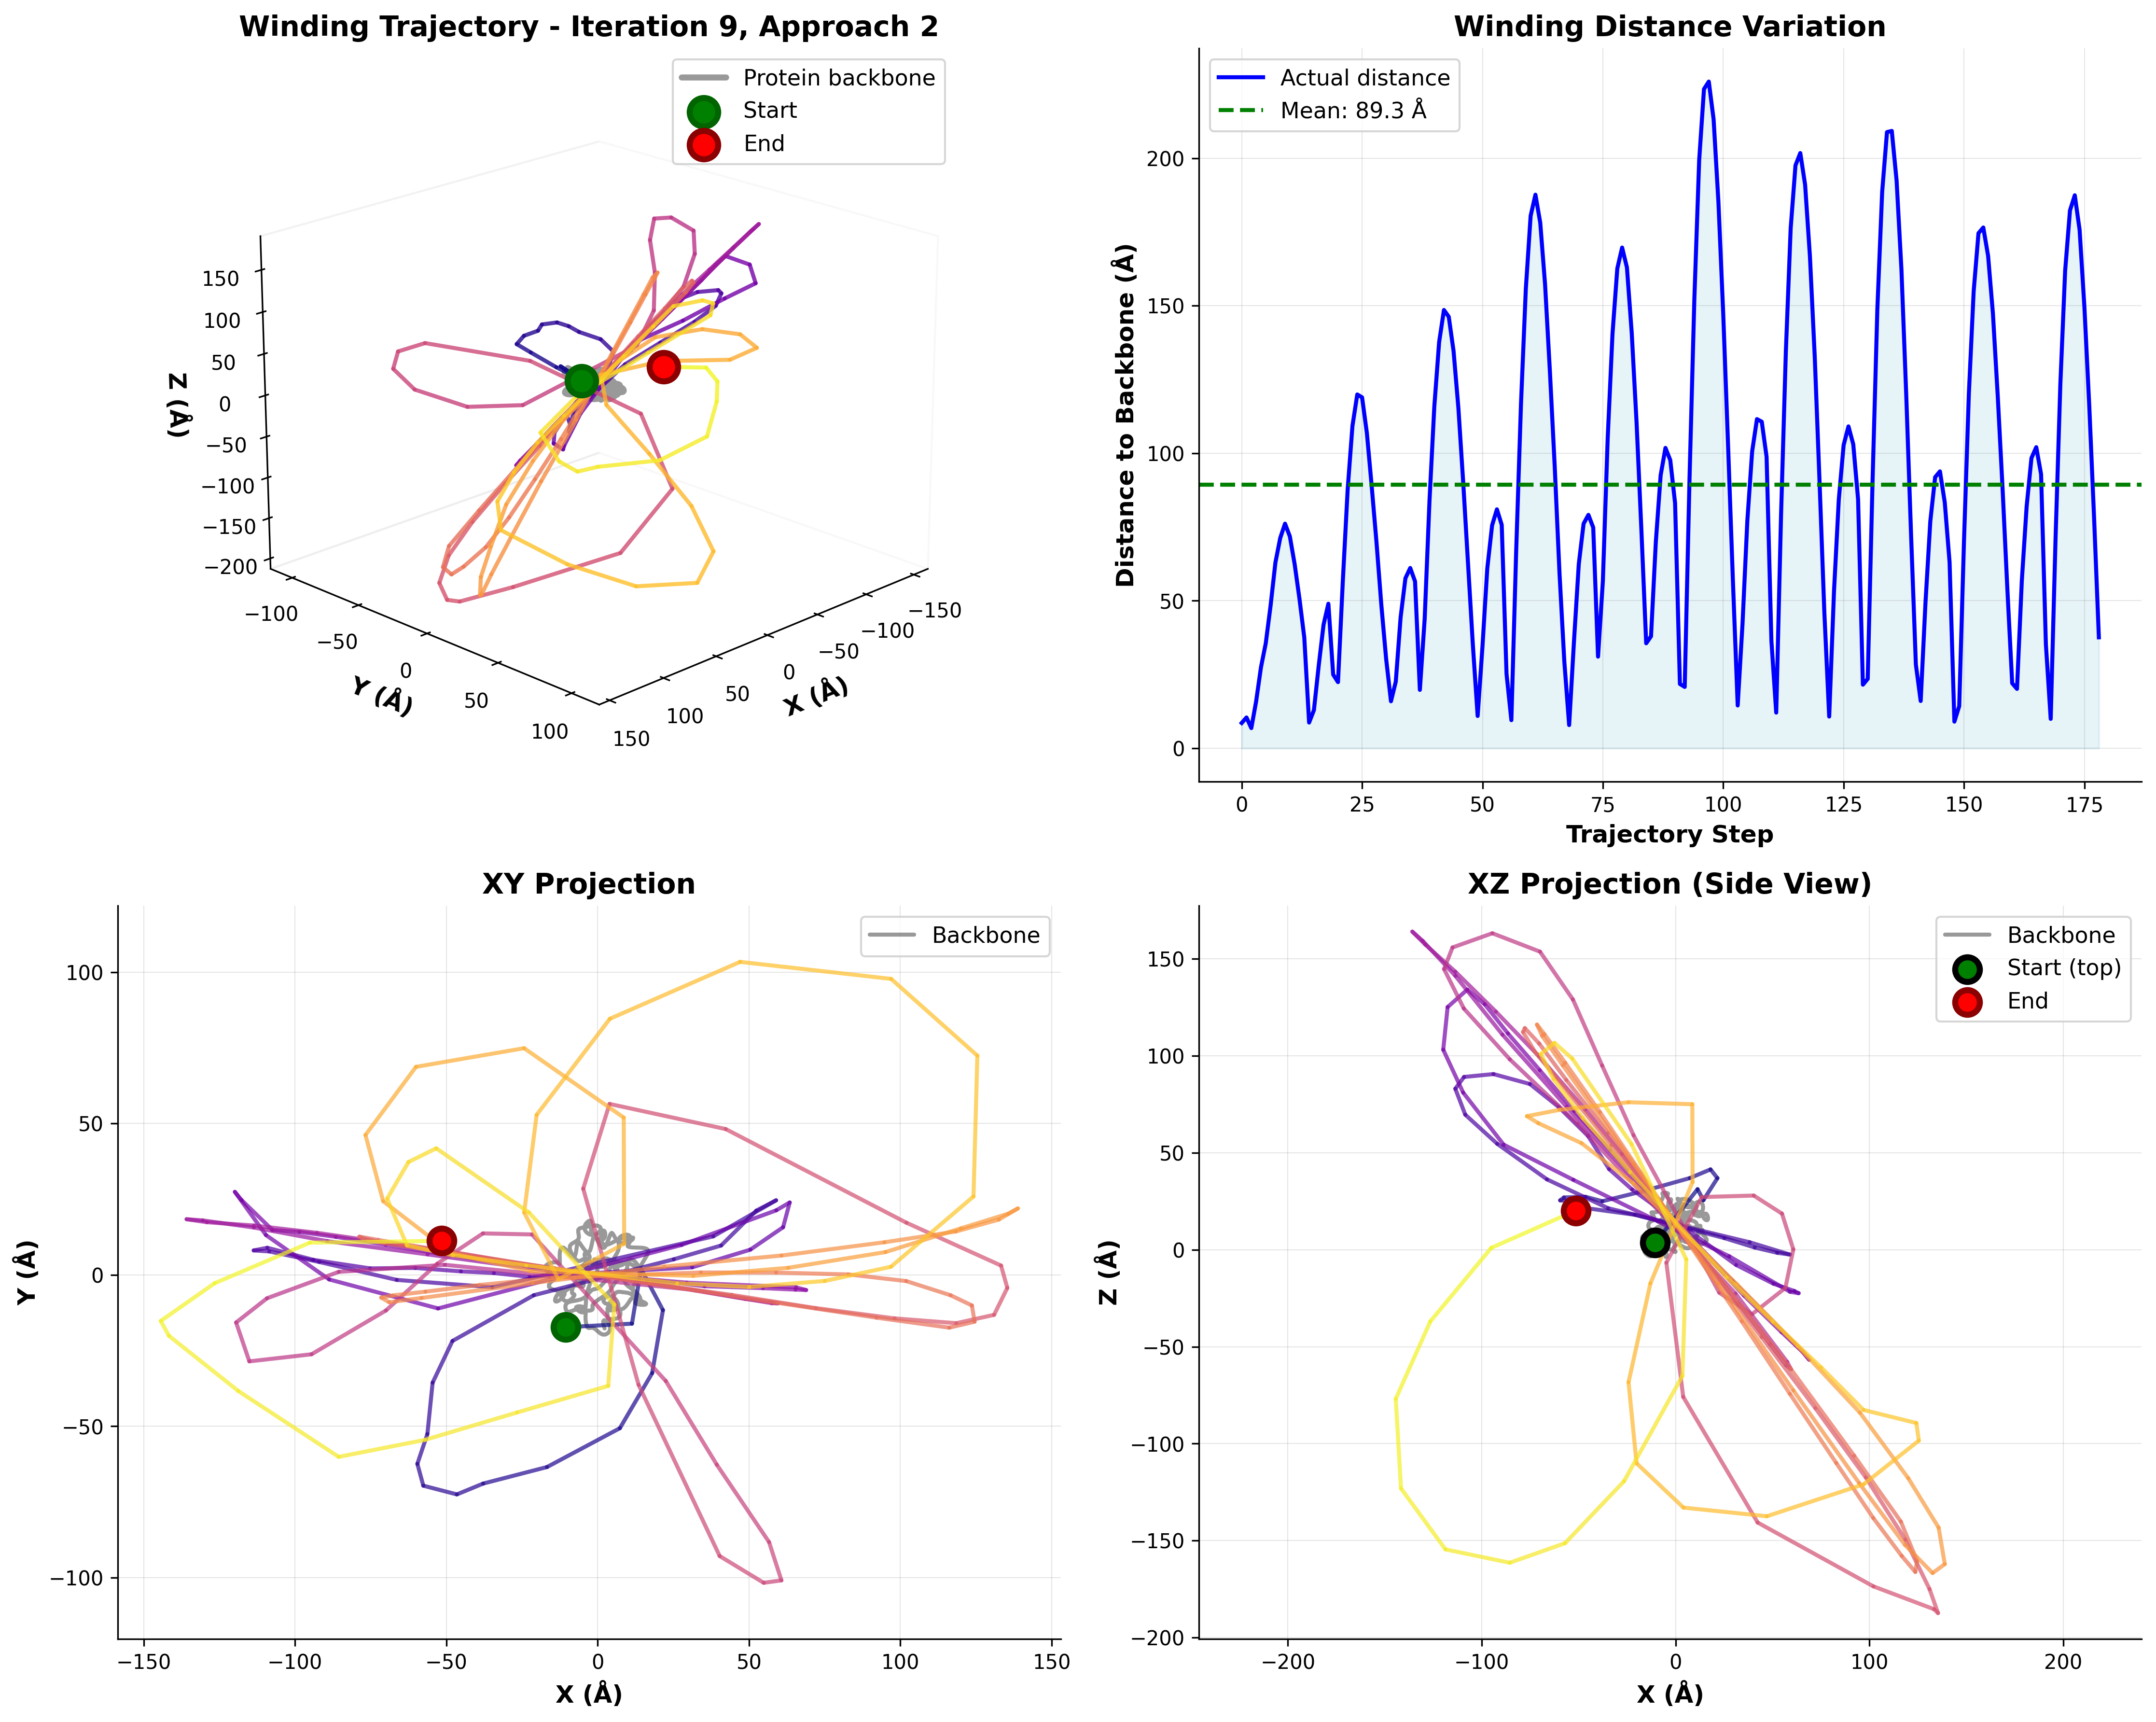 Winding Trajectory - Iteration 9, Approach 2
Protein backbone
Start
End
150
100
50
0
−50
−100
−150
−200
Z (Å)
−100
−50
0
50
100
Y (Å)
−150
−100
−50
0
50
100
150
X (Å)
Winding Distance Variation
Actual distance
Mean: 89.3 Å
200
150
100
50
0
Distance to Backbone (Å)
0
25
50
75
100
125
150
175
Trajectory Step
XY Projection
Backbone
100
50
0
−50
−100
Y (Å)
−150
−100
−50
0
50
100
150
X (Å)
XZ Projection (Side View)
Backbone
Start (top)
End
150
100
50
0
−50
−100
−150
−200
Z (Å)
−200
−100
0
100
200
X (Å)